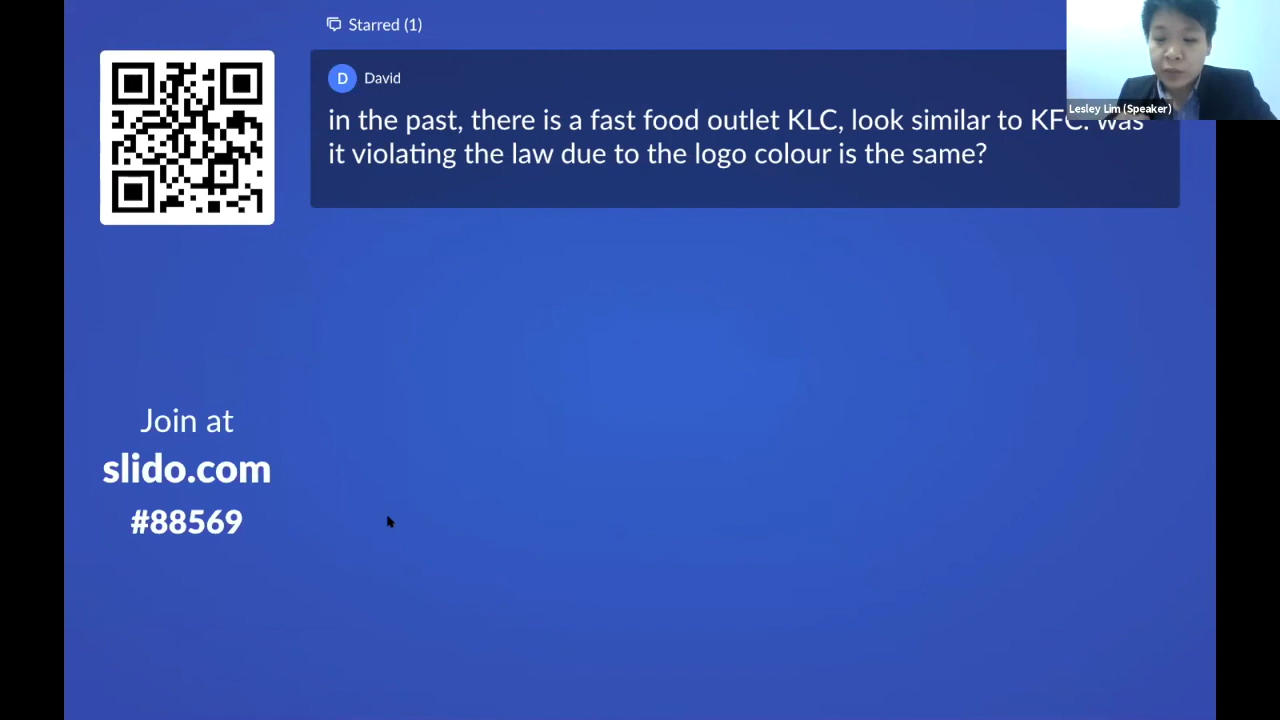 Starred (1)
D David
in the past, there is a fast food outlet KLC, look similar to KFC. Was
it violating the law due to the logo colour is the same?
Lesley Lim (Speaker)
Join at
slido.com
#88569